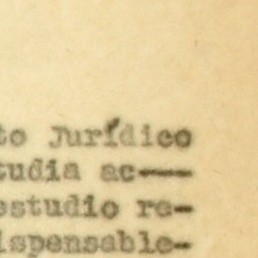 to Jurídico
tudia ac----
estudio re-
ispensable-